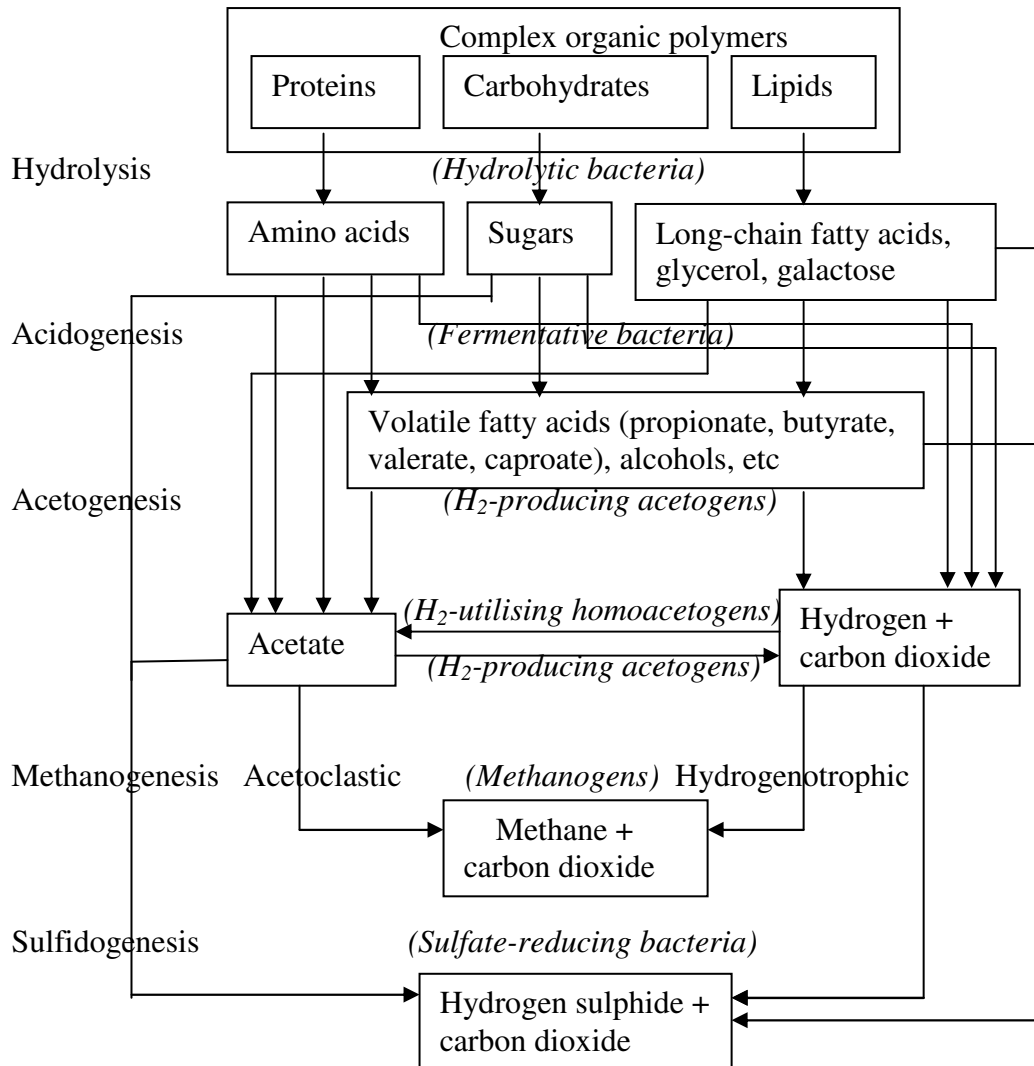 Complex organic polymers
Proteins Carbohydrates Lipids
Hydrolysis (Hydrolytic bacteria)
Amino acids Sugars Long-chain fatty acids,
glycerol, galactose
Acidogenesis (Fermentative bacteria)
Volatile fatty acids (propionate, butyrate,
valerate, caproate), alcohols, etc
Acetogenesis (H2-producing acetogens)
(H2-utilising homoacetogens) Hydrogen +
Acetate carbon dioxide
(H2-producing acetogens)
Methanogenesis Acetoclastic (Methanogens) Hydrogenotrophic
Methane +
carbon dioxide
Sulfidogenesis (Sulfate-reducing bacteria)
Hydrogen sulphide +
carbon dioxide